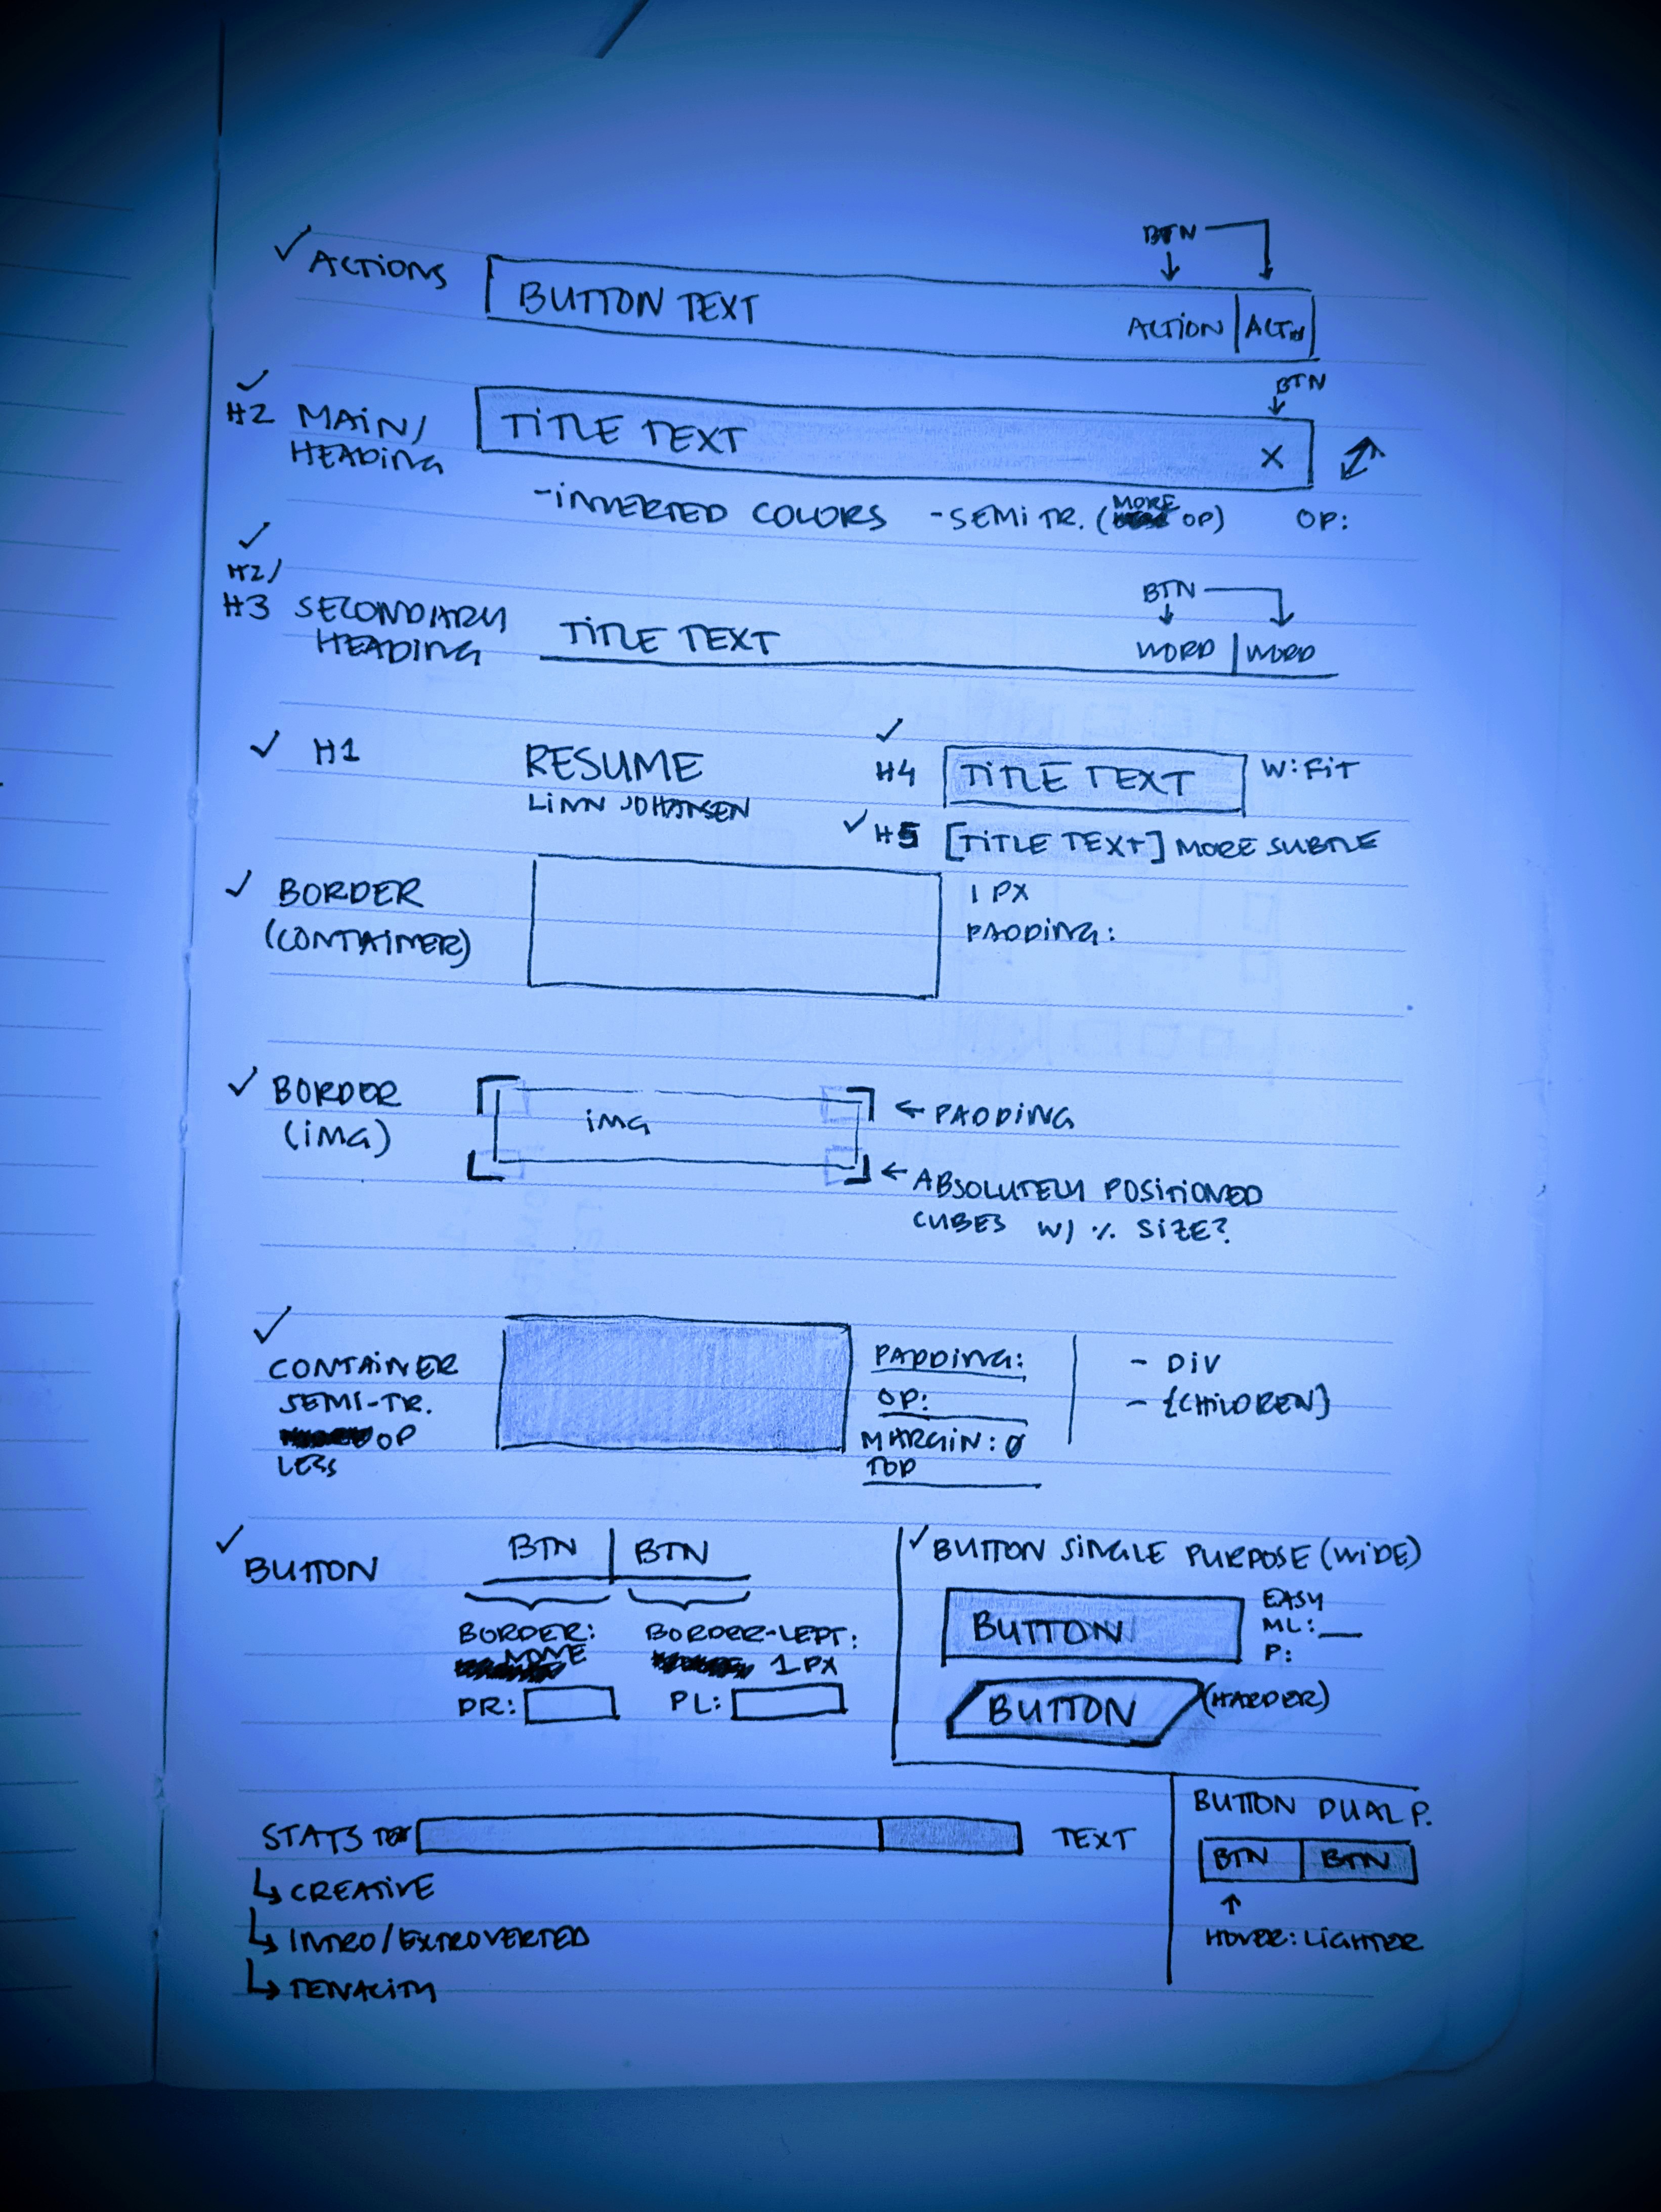 BTN
✓ ACTIONS
BUTTON TEXT
ACTION | ACTN
BTN
✓
H2 MAIN/
HEADING
TITLE TEXT
X
-INVERTED COLORS -SEMI TR. (MORE OP) OP:
✓
H2/
H3 SECONDARY
HEADING
TITLE TEXT
BTN
WORD | WORD
✓ H1
RESUME
LINN JOHANSEN
✓
H4 TITLE TEXT W: FIT
✓ H5 [TITLE TEXT] MORE SUBTLE
✓ BORDER
(CONTAINER)
1 PX
PADDING:
✓ BORDER
(IMG)
IMG
← PADDING
← ABSOLUTELY POSITIONED
CUBES W/ % SIZE?
✓
CONTAINER
SEMI-TR.
OP
LESS
PADDING:
OP:
MARGIN: 0
TOP
- DIV
- {CHILDREN}
✓
BUTTON
BTN | BTN
BORDER:
NONE
PR:
BORDER-LEFT:
1 PX
PL:
✓ BUTTON SINGLE PURPOSE (WIDE)
BUTTON
EASY
ML:__
P:
BUTTON (HARDER)
STATS TEXT
TEXT
↳ CREATIVE
↳ INTRO/EXTROVERTED
↳ TENACITY
BUTTON DUAL P.
BTN BTN
↑
HOVER: LIGHTER